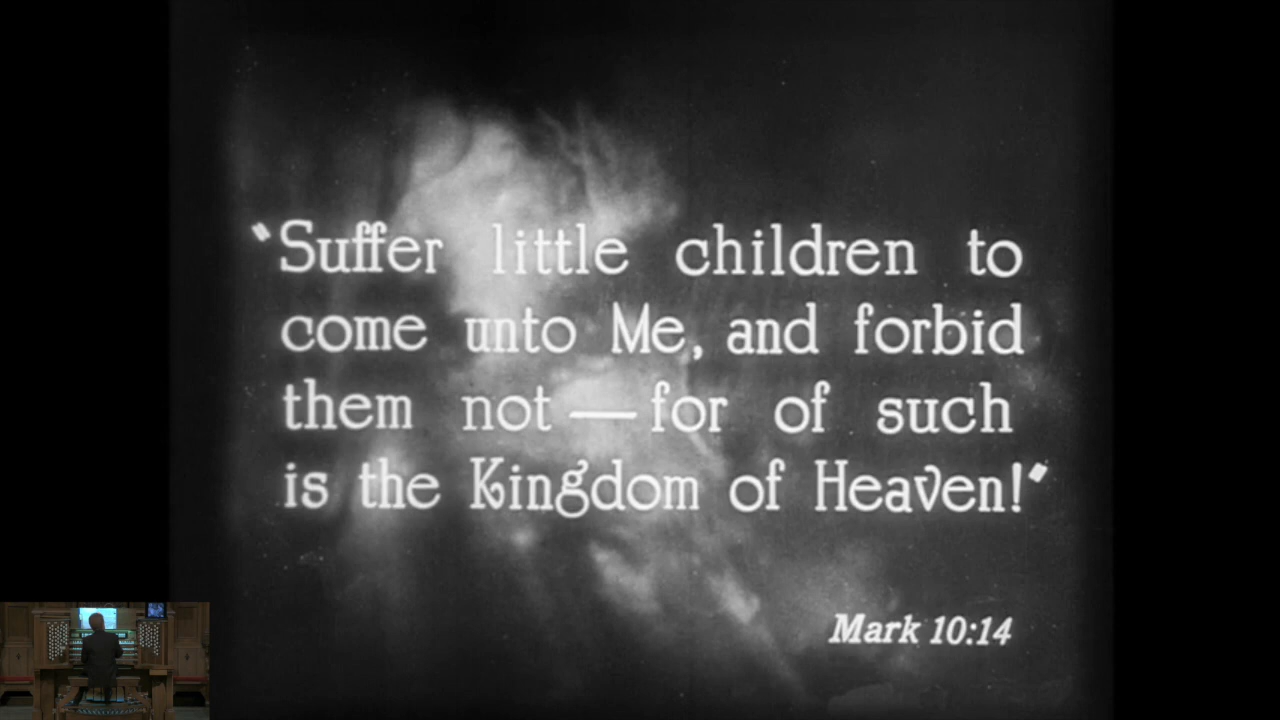 "Suffer little children to
come unto Me, and forbid
them not — for of such
is the Kingdom of Heaven!"
Mark 10:14